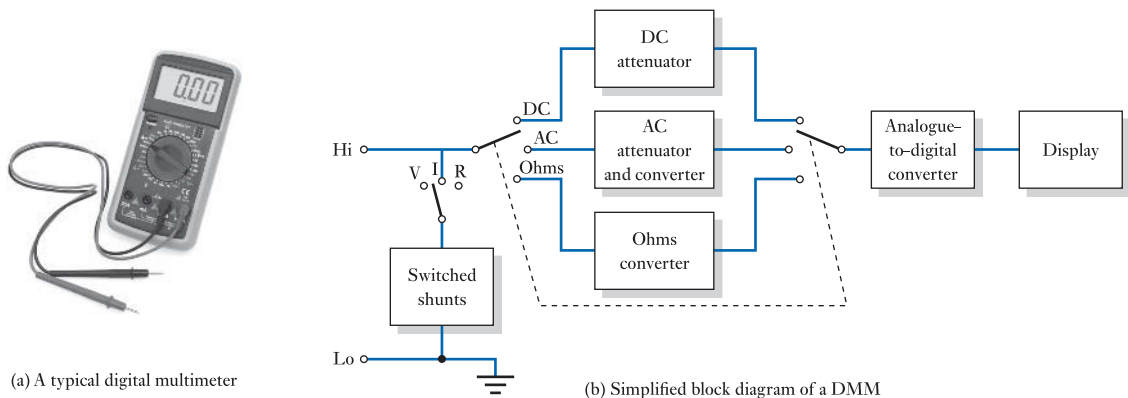 0.00
(a) A typical digital multimeter
Hi
V
I
R
DC
AC
Ohms
DC
attenuator
AC
attenuator
and converter
Ohms
converter
Switched
shunts
Lo
Analogue–
to–digital
converter
Display
(b) Simplified block diagram of a DMM